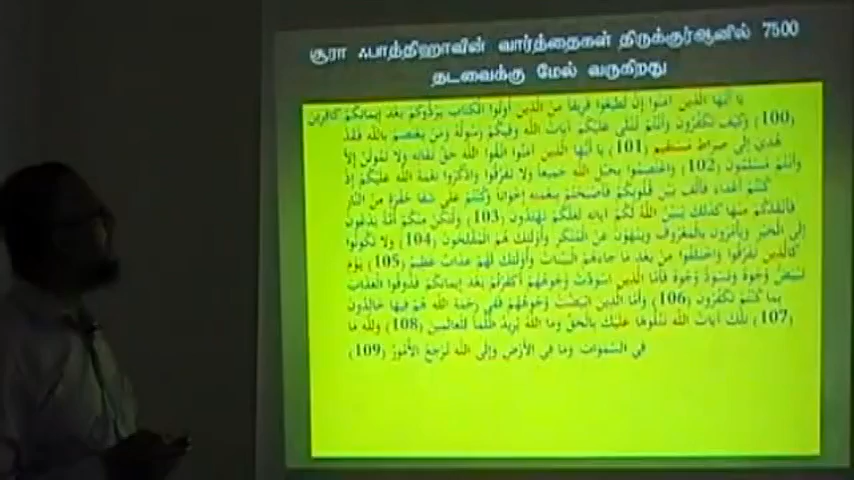 சூரா ஃபாத்திஹாவின் வார்த்தைகள் திருக்குர்ஆனில் 7500
தடவைக்கு மேல் வருகிறது
يا أيها الذين آمنوا إن تطيعوا فريقا من الذين أوتوا الكتاب يردوكم بعد إيمانكم كافرين
(100) وكيف تكفرون وأنتم تتلى عليكم آيات الله وفيكم رسوله ومن يعتصم بالله فقد
هدي إلى صراط مستقيم (101) يا أيها الذين آمنوا اتقوا الله حق تقاته ولا تموتن إلا
وأنتم مسلمون (102) واعتصموا بحبل الله جميعا ولا تفرقوا واذكروا نعمة الله عليكم إذ
كنتم أعداء فألف بين قلوبكم فأصبحتم بنعمته إخوانا وكنتم على شفا حفرة من النار
فأنقذكم منها كذلك يبين الله لكم آياته لعلكم تهتدون (103) ولتكن منكم أمة يدعون
إلى الخير ويأمرون بالمعروف وينهون عن المنكر وأولئك هم المفلحون (104) ولا تكونوا
كالذين تفرقوا واختلفوا من بعد ما جاءهم البينات وأولئك لهم عذاب عظيم (105) يوم
تبيض وجوه وتسود وجوه فأما الذين اسودت وجوههم أكفرتم بعد إيمانكم فذوقوا العذاب
بما كنتم تكفرون (106) وأما الذين ابيضت وجوههم ففي رحمة الله هم فيها خالدون
(107) تلك آيات الله نتلوها عليك بالحق وما الله يريد ظلما للعالمين (108) ولله ما
في السموات وما في الأرض وإلى الله ترجع الأمور (109)